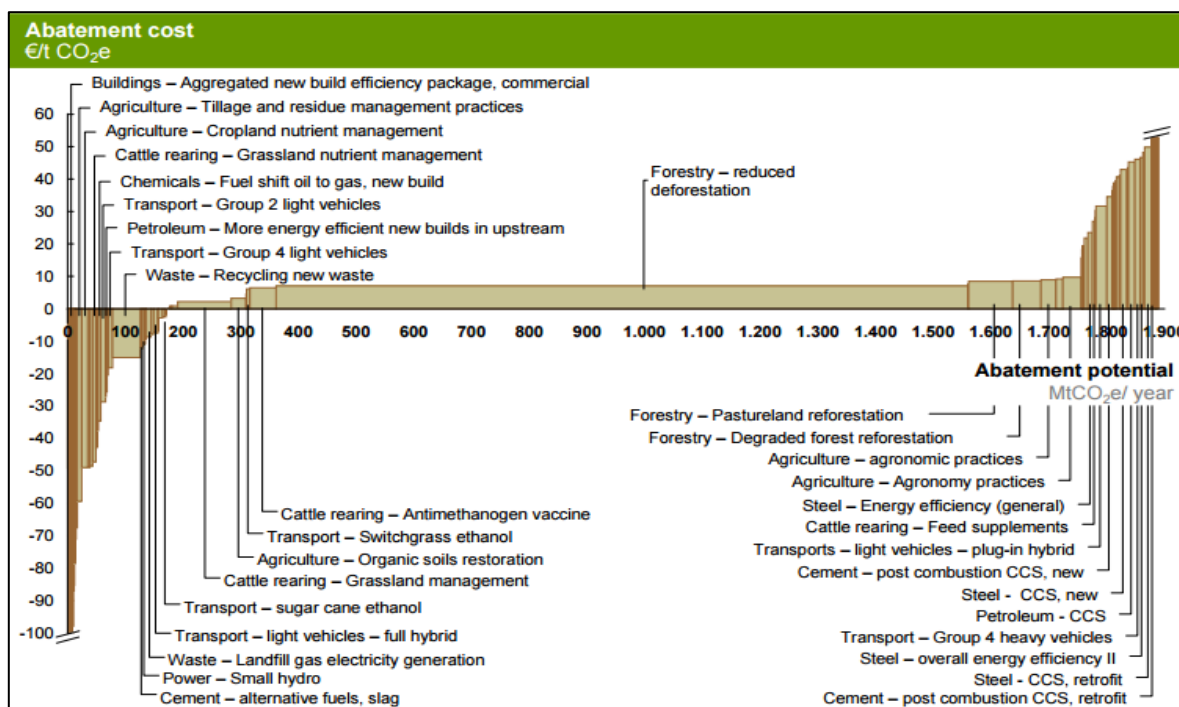 Abatement cost
€/t CO₂e
Buildings – Aggregated new build efficiency package, commercial
60
Agriculture – Tillage and residue management practices
50
Agriculture – Cropland nutrient management
Cattle rearing – Grassland nutrient management
40
Chemicals – Fuel shift oil to gas, new build
Forestry – reduced
deforestation
30
Transport – Group 2 light vehicles
Petroleum – More energy efficient new builds in upstream
20
Transport – Group 4 light vehicles
10
Waste – Recycling new waste
0
0 100 200 300 400 500 600 700 800 900 1.000 1.100 1.200 1.300 1.400 1.500 1.600 1.700 1.800 1.900
-10
Abatement potential
MtCO₂e/ year
-20
-30
Forestry – Pastureland reforestation
-40
Forestry – Degraded forest reforestation
Agriculture – agronomic practices
-50
Agriculture – Agronomy practices
-60
Steel – Energy efficiency (general)
Cattle rearing – Antimethanogen vaccine
Cattle rearing – Feed supplements
-70
Transport – Switchgrass ethanol
Transports – light vehicles – plug-in hybrid
Agriculture – Organic soils restoration
-80
Cement – post combustion CCS, new
Cattle rearing – Grassland management
-90
Steel - CCS, new
Transport – sugar cane ethanol
Petroleum - CCS
-100
Transport – light vehicles – full hybrid
Transport – Group 4 heavy vehicles
Waste – Landfill gas electricity generation
Steel – overall energy efficiency II
Power – Small hydro
Steel - CCS, retrofit
Cement – alternative fuels, slag
Cement – post combustion CCS, retrofit